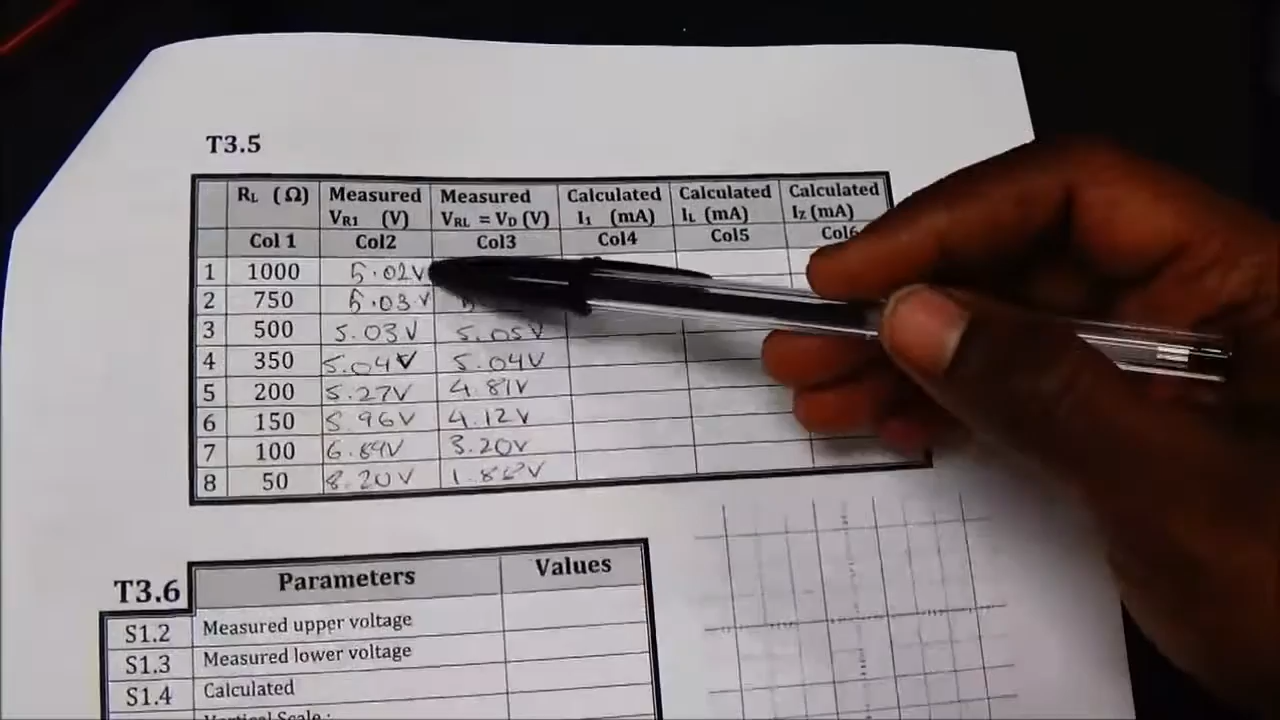 T3.5
RL (Ω) Measured Measured Calculated Calculated Calculated
VR1 (V) VRL = VD (V) I1 (mA) IL (mA) IZ (mA)
Col 1 Col2 Col3 Col4 Col5 Col6
1 1000 5.02V
2 750 5.03V
3 500 5.03V 5.05V
4 350 5.04V 5.04V
5 200 5.27V 4.81V
6 150 5.96V 4.12V
7 100 6.89V 3.20V
8 50 8.20V
T3.6 Parameters Values
S1.2 Measured upper voltage
S1.3 Measured lower voltage
S1.4 Calculated
Vertical Scale :